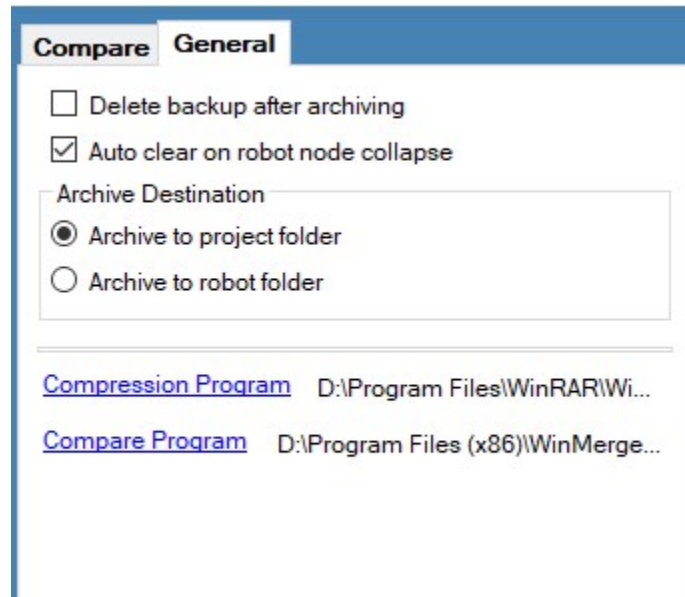 Compare General
Delete backup after archiving
Auto clear on robot node collapse
Archive Destination
Archive to project folder
Archive to robot folder
Compression Program D:\Program Files\WinRAR\Wi...
Compare Program D:\Program Files (x86)\WinMerge...